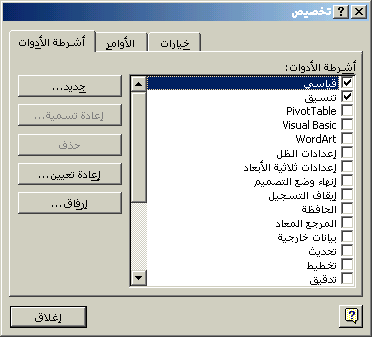 تخصيص
أشرطة الأدوات
الأوامر
خيارات
أشرطة الأدوات:
قياسي
تنسيق
PivotTable
Visual Basic
WordArt
إعدادات الظل
إعدادات ثلاثية الأبعاد
إنهاء وضع التصميم
إيقاف التسجيل
الحافظة
المرجع المعاد
بيانات خارجية
تحديث
تخطيط
تدقيق
جديد...
إعادة تسمية...
حذف
إعادة تعيين...
إرفاق...
إغلاق